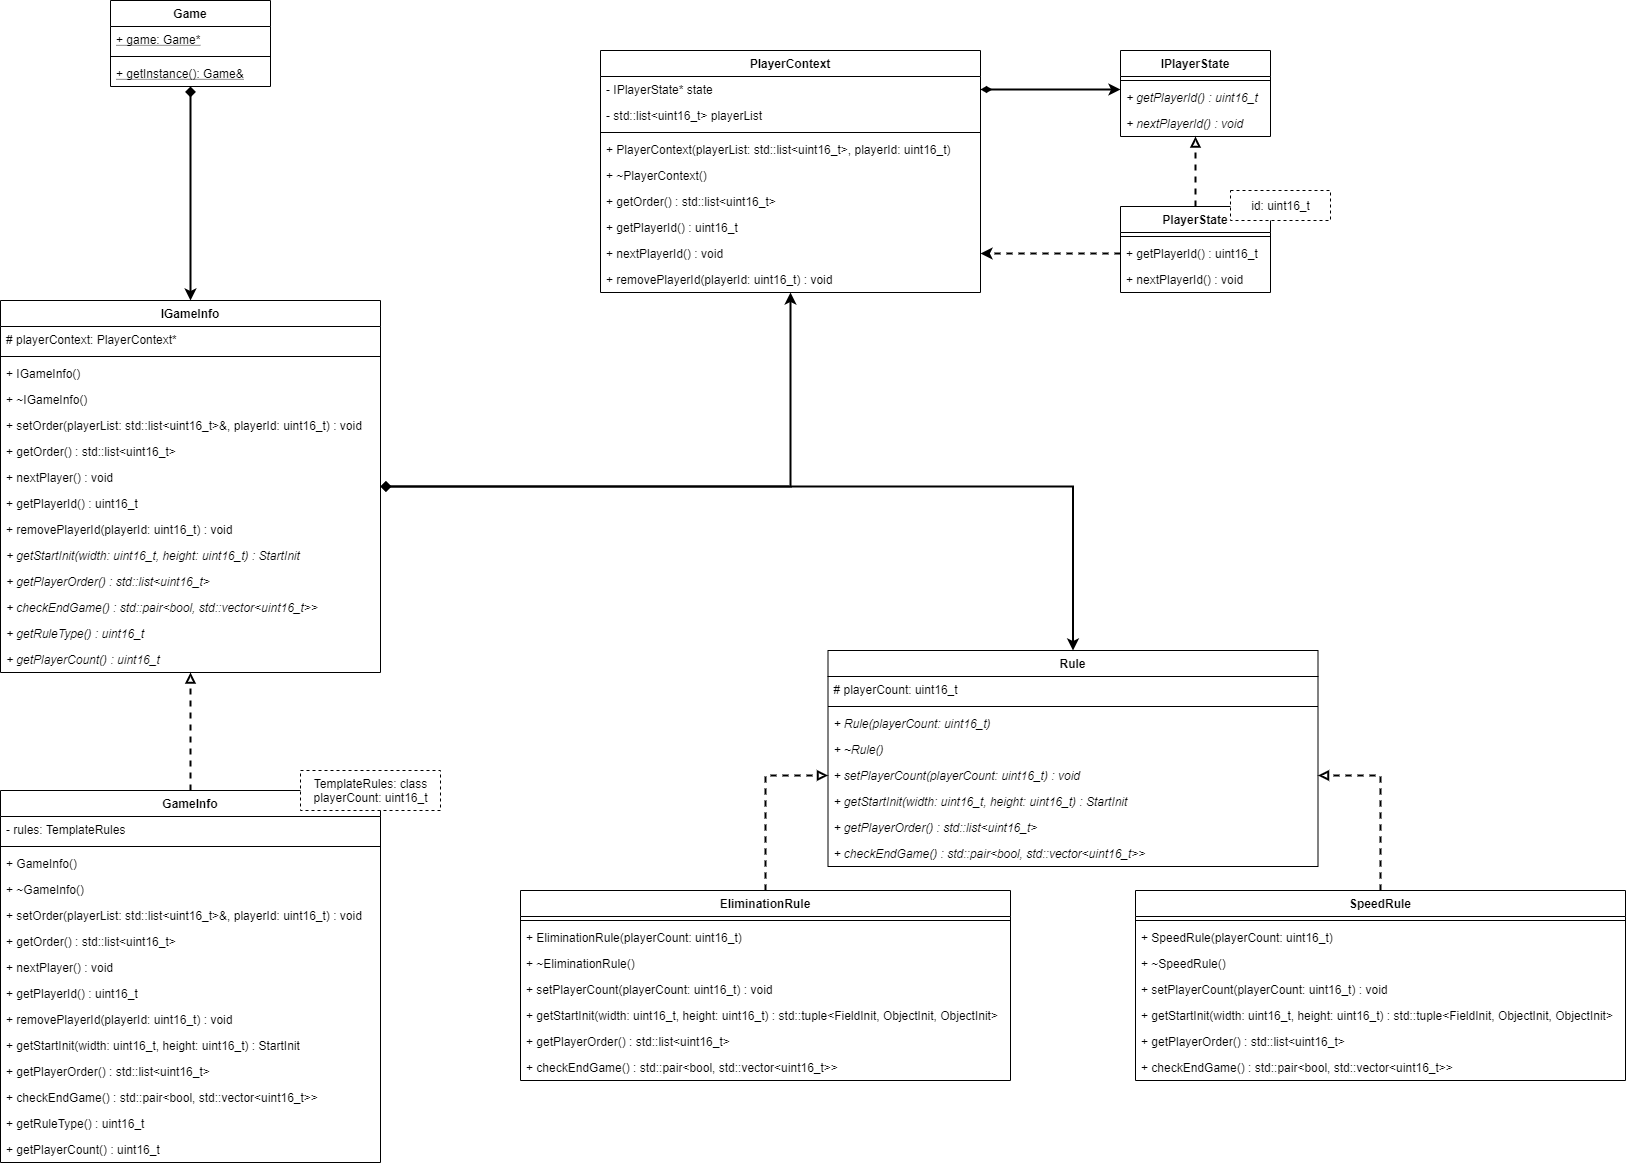 Game
+ game: Game*
+ getInstance(): Game&
PlayerContext
- IPlayerState* state
- std::list<uint16_t> playerList
+ PlayerContext(playerList: std::list<uint16_t>, playerId: uint16_t)
+ ~PlayerContext()
+ getOrder() : std::list<uint16_t>
+ getPlayerId() : uint16_t
+ nextPlayerId() : void
+ removePlayerId(playerId: uint16_t) : void
IPlayerState
+ getPlayerId() : uint16_t
+ nextPlayerId() : void
id: uint16_t
PlayerState
+ getPlayerId() : uint16_t
+ nextPlayerId() : void
IGameInfo
# playerContext: PlayerContext*
+ IGameInfo()
+ ~IGameInfo()
+ setOrder(playerList: std::list<uint16_t>&, playerId: uint16_t) : void
+ getOrder() : std::list<uint16_t>
+ nextPlayer() : void
+ getPlayerId() : uint16_t
+ removePlayerId(playerId: uint16_t) : void
+ getStartInit(width: uint16_t, height: uint16_t) : StartInit
+ getPlayerOrder() : std::list<uint16_t>
+ checkEndGame() : std::pair<bool, std::vector<uint16_t>>
+ getRuleType() : uint16_t
+ getPlayerCount() : uint16_t
Rule
# playerCount: uint16_t
+ Rule(playerCount: uint16_t)
+ ~Rule()
+ setPlayerCount(playerCount: uint16_t) : void
+ getStartInit(width: uint16_t, height: uint16_t) : StartInit
+ getPlayerOrder() : std::list<uint16_t>
+ checkEndGame() : std::pair<bool, std::vector<uint16_t>>
TemplateRules: class
playerCount: uint16_t
GameInfo
- rules: TemplateRules
+ GameInfo()
+ ~GameInfo()
+ setOrder(playerList: std::list<uint16_t>&, playerId: uint16_t) : void
+ getOrder() : std::list<uint16_t>
+ nextPlayer() : void
+ getPlayerId() : uint16_t
+ removePlayerId(playerId: uint16_t) : void
+ getStartInit(width: uint16_t, height: uint16_t) : StartInit
+ getPlayerOrder() : std::list<uint16_t>
+ checkEndGame() : std::pair<bool, std::vector<uint16_t>>
+ getRuleType() : uint16_t
+ getPlayerCount() : uint16_t
EliminationRule
+ EliminationRule(playerCount: uint16_t)
+ ~EliminationRule()
+ setPlayerCount(playerCount: uint16_t) : void
+ getStartInit(width: uint16_t, height: uint16_t) : std::tuple<FieldInit, ObjectInit, ObjectInit>
+ getPlayerOrder() : std::list<uint16_t>
+ checkEndGame() : std::pair<bool, std::vector<uint16_t>>
SpeedRule
+ SpeedRule(playerCount: uint16_t)
+ ~SpeedRule()
+ setPlayerCount(playerCount: uint16_t) : void
+ getStartInit(width: uint16_t, height: uint16_t) : std::tuple<FieldInit, ObjectInit, ObjectInit>
+ getPlayerOrder() : std::list<uint16_t>
+ checkEndGame() : std::pair<bool, std::vector<uint16_t>>